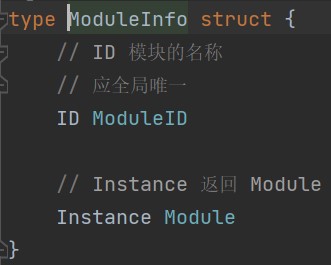 type ModuleInfo struct {
// ID 模块的名称
// 应全局唯一
ID ModuleID
// Instance 返回 Module
Instance Module
}